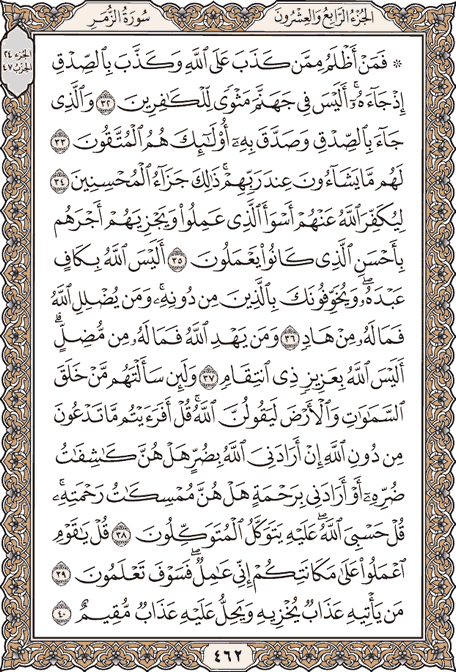 الجزء الرابع والعشرون
سورة الزمر
الجزء ٢٤
الحزب ٤٧
۞ فَمَنْ أَظْلَمُ مِمَّن كَذَبَ عَلَى ٱللَّهِ وَكَذَّبَ بِٱلصِّدْقِ
إِذْ جَآءَهُۥٓ ۚ أَلَيْسَ فِى جَهَنَّمَ مَثْوًى لِّلْكَٰفِرِينَ ٣٢ وَٱلَّذِى
جَآءَ بِٱلصِّدْقِ وَصَدَّقَ بِهِۦٓ أُو۟لَٰٓئِكَ هُمُ ٱلْمُتَّقُونَ ٣٣
لَهُم مَّا يَشَآءُونَ عِندَ رَبِّهِمْ ۚ ذَٰلِكَ جَزَآءُ ٱلْمُحْسِنِينَ ٣٤
لِيُكَفِّرَ ٱللَّهُ عَنْهُمْ أَسْوَأَ ٱلَّذِى عَمِلُوا۟ وَيَجْزِيَهُمْ أَجْرَهُم
بِأَحْسَنِ ٱلَّذِى كَانُوا۟ يَعْمَلُونَ ٣٥ أَلَيْسَ ٱللَّهُ بِكَافٍ
عَبْدَهُۥ ۖ وَيُخَوِّفُونَكَ بِٱلَّذِينَ مِن دُونِهِۦ ۚ وَمَن يُضْلِلِ ٱللَّهُ
فَمَا لَهُۥ مِنْ هَادٍ ٣٦ وَمَن يَهْدِ ٱللَّهُ فَمَا لَهُۥ مِن مُّضِلٍّ ۗ
أَلَيْسَ ٱللَّهُ بِعَزِيزٍ ذِى ٱنتِقَامٍ ٣٧ وَلَئِن سَأَلْتَهُم مَّنْ خَلَقَ
ٱلسَّمَٰوَٰتِ وَٱلْأَرْضَ لَيَقُولُنَّ ٱللَّهُ ۚ قُلْ أَفَرَءَيْتُم مَّا تَدْعُونَ
مِن دُونِ ٱللَّهِ إِنْ أَرَادَنِىَ ٱللَّهُ بِضُرٍّ هَلْ هُنَّ كَٰشِفَٰتُ
ضُرِّهِۦٓ أَوْ أَرَادَنِى بِرَحْمَةٍ هَلْ هُنَّ مُمْسِكَٰتُ رَحْمَتِهِۦ ۚ
قُلْ حَسْبِىَ ٱللَّهُ ۖ عَلَيْهِ يَتَوَكَّلُ ٱلْمُتَوَكِّلُونَ ٣٨ قُلْ يَٰقَوْمِ
ٱعْمَلُوا۟ عَلَىٰ مَكَانَتِكُمْ إِنِّى عَٰمِلٌ ۖ فَسَوْفَ تَعْلَمُونَ ٣٩
مَن يَأْتِيهِ عَذَابٌ يُخْزِيهِ وَيَحِلُّ عَلَيْهِ عَذَابٌ مُّقِيمٌ ٤٠
٤٦٢